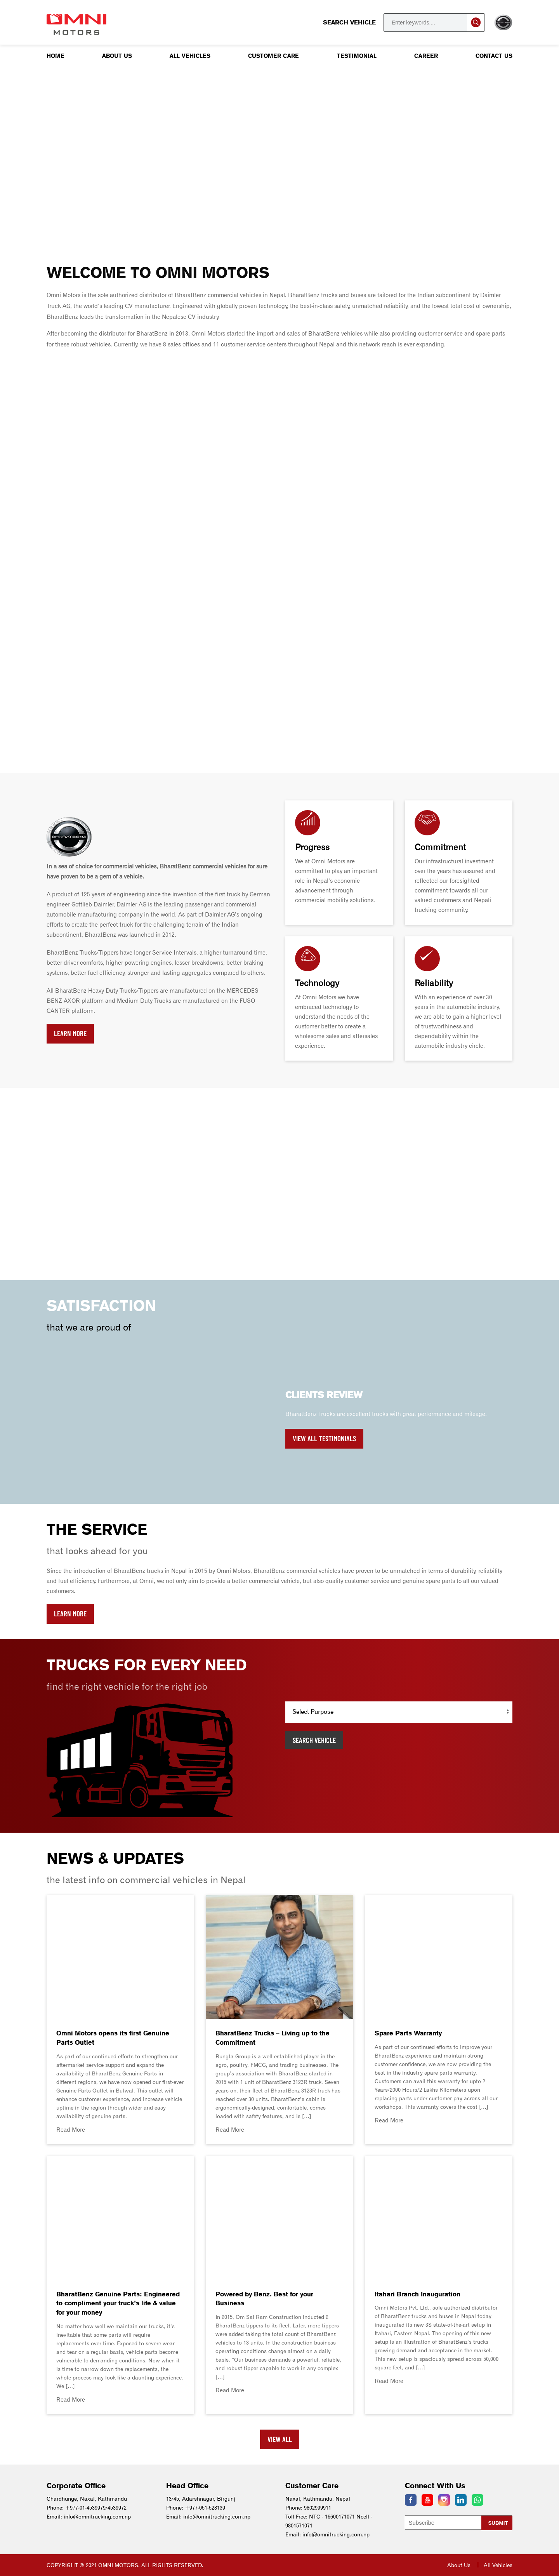 OMNI
MOTORS
SEARCH VEHICLE
Enter keywords....
HOME
ABOUT US
ALL VEHICLES
CUSTOMER CARE
TESTIMONIAL
CAREER
CONTACT US
WELCOME TO OMNI MOTORS
Omni Motors is the sole authorized distributor of BharatBenz commercial vehicles in Nepal. BharatBenz trucks and buses are tailored for the Indian subcontinent by Daimler
Truck AG, the world's leading CV manufacturer. Engineered with globally proven technology, the best-in-class safety, unmatched reliability, and the lowest total cost of ownership,
BharatBenz leads the transformation in the Nepalese CV industry.
After becoming the distributor for BharatBenz in 2013, Omni Motors started the import and sales of BharatBenz vehicles while also providing customer service and spare parts
for these robust vehicles. Currently, we have 8 sales offices and 11 customer service centers throughout Nepal and this network reach is ever-expanding.
BHARATBENZ
In a sea of choice for commercial vehicles, BharatBenz commercial vehicles for sure
have proven to be a gem of a vehicle.
A product of 125 years of engineering since the invention of the first truck by German
engineer Gottlieb Daimler, Daimler AG is the leading passenger and commercial
automobile manufacturing company in the world. As part of Daimler AG's ongoing
efforts to create the perfect truck for the challenging terrain of the Indian
subcontinent, BharatBenz was launched in 2012.
BharatBenz Trucks/Tippers have longer Service Intervals, a higher turnaround time,
better driver comforts, higher powering engines, lesser breakdowns, better braking
systems, better fuel efficiency, stronger and lasting aggregates compared to others.
All BharatBenz Heavy Duty Trucks/Tippers are manufactured on the MERCEDES
BENZ AXOR platform and Medium Duty Trucks are manufactured on the FUSO
CANTER platform.
LEARN MORE
Progress
We at Omni Motors are
committed to play an important
role in Nepal's economic
advancement through
commercial mobility solutions.
Commitment
Our infrastructural investment
over the years has assured and
reflected our foresighted
commitment towards all our
valued customers and Nepali
trucking community.
Technology
At Omni Motors we have
embraced technology to
understand the needs of the
customer better to create a
wholesome sales and aftersales
experience.
Reliability
With an experience of over 30
years in the automobile industry,
we are able to gain a higher level
of trustworthiness and
dependability within the
automobile industry circle.
SATISFACTION
that we are proud of
CLIENTS REVIEW
BharatBenz Trucks are excellent trucks with great performance and mileage.
VIEW ALL TESTIMONIALS
THE SERVICE
that looks ahead for you
Since the introduction of BharatBenz trucks in Nepal in 2015 by Omni Motors, BharatBenz commercial vehicles have proven to be unmatched in terms of durability, reliability
and fuel efficiency. Furthermore, at Omni, we not only aim to provide a better commercial vehicle, but also quality customer service and genuine spare parts to all our valued
customers.
LEARN MORE
TRUCKS FOR EVERY NEED
find the right vechicle for the right job
Select Purpose
SEARCH VEHICLE
NEWS & UPDATES
the latest info on commercial vehicles in Nepal
Omni Motors opens its first Genuine
Parts Outlet
As part of our continued efforts to strengthen our
aftermarket service support and expand the
availability of BharatBenz Genuine Parts in
different regions, we have now opened our first-ever
Genuine Parts Outlet in Butwal. This outlet will
enhance customer experience, and increase vehicle
uptime in the region through wider and easy
availability of genuine parts.
Read More
BharatBenz Trucks – Living up to the
Commitment
Rungta Group is a well-established player in the
agro, poultry, FMCG, and trading businesses. The
group's association with BharatBenz started in
2015 with 1 unit of BharatBenz 3123R truck. Seven
years on, their fleet of BharatBenz 3123R truck has
reached over 30 units. BharatBenz's cabin is
ergonomically-designed, comfortable, comes
loaded with safety features, and is [...]
Read More
Spare Parts Warranty
As part of our continued efforts to improve your
BharatBenz experience and maintain strong
customer confidence, we are now providing the
best in the industry spare parts warranty.
Customers can avail this warranty for upto 2
Years/2000 Hours/2 Lakhs Kilometers upon
replacing parts under customer pay across all our
workshops. This warranty covers the cost [...]
Read More
BharatBenz Genuine Parts: Engineered
to compliment your truck's life & value
for your money
No matter how well we maintain our trucks, it's
inevitable that some parts will require
replacements over time. Exposed to severe wear
and tear on a regular basis, vehicle parts become
vulnerable to demanding conditions. Now when it
is time to narrow down the replacements, the
whole process may look like a daunting experience.
We [...]
Read More
Powered by Benz. Best for your
Business
In 2015, Om Sai Ram Construction inducted 2
BharatBenz tippers to its fleet. Later, more tippers
were added taking the total count of BharatBenz
vehicles to 13 units. In the construction business
operating conditions change almost on a daily
basis. "Our business demands a powerful, reliable,
and robust tipper capable to work in any complex
[...]
Read More
Itahari Branch Inauguration
Omni Motors Pvt. Ltd., sole authorized distributor
of BharatBenz trucks and buses in Nepal today
inaugurated its new 3S state-of-the-art setup in
Itahari, Eastern Nepal. The opening of this new
setup is an illustration of BharatBenz's trucks
growing demand and acceptance in the market.
This new setup is spaciously spread across 50,000
square feet, and [...]
Read More
VIEW ALL
Corporate Office
Chardhunge, Naxal, Kathmandu
Phone: +977-01-4539979/4539972
Email: info@omnitrucking.com.np
Head Office
13/45, Adarshnagar, Birgunj
Phone: +977-051-528139
Email: info@omnitrucking.com.np
Customer Care
Naxal, Kathmandu, Nepal
Phone: 9802999911
Toll Free: NTC - 16600171071 Ncell -
9801571071
Email: info@omnitrucking.com.np
Connect With Us
Subscribe
SUBMIT
COPYRIGHT © 2021 OMNI MOTORS. ALL RIGHTS RESERVED.
About Us | All Vehicles